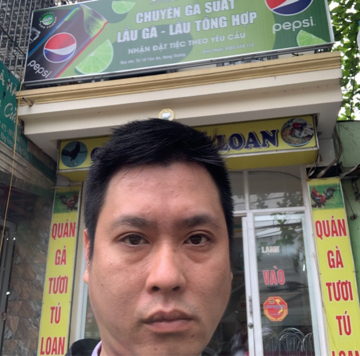 CHUYÊN GÀ SUẤT
LẨU GÀ - LẨU TỔNG HỢP
NHẬN ĐẶT TIỆC THEO YÊU CẦU
pepsi
pepsi
LOAN
QUÁN
GÀ
TƯƠI
TÚ
LOAN
VÀO
QUÁN
GÀ
TƯƠI
TÚ
LOAN